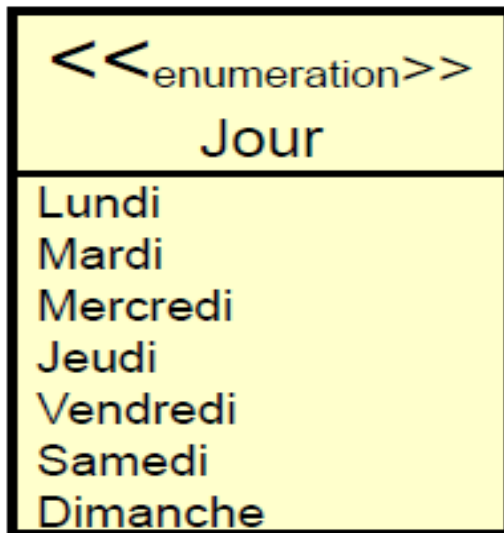 <<enumeration>>
Jour
Lundi
Mardi
Mercredi
Jeudi
Vendredi
Samedi
Dimanche